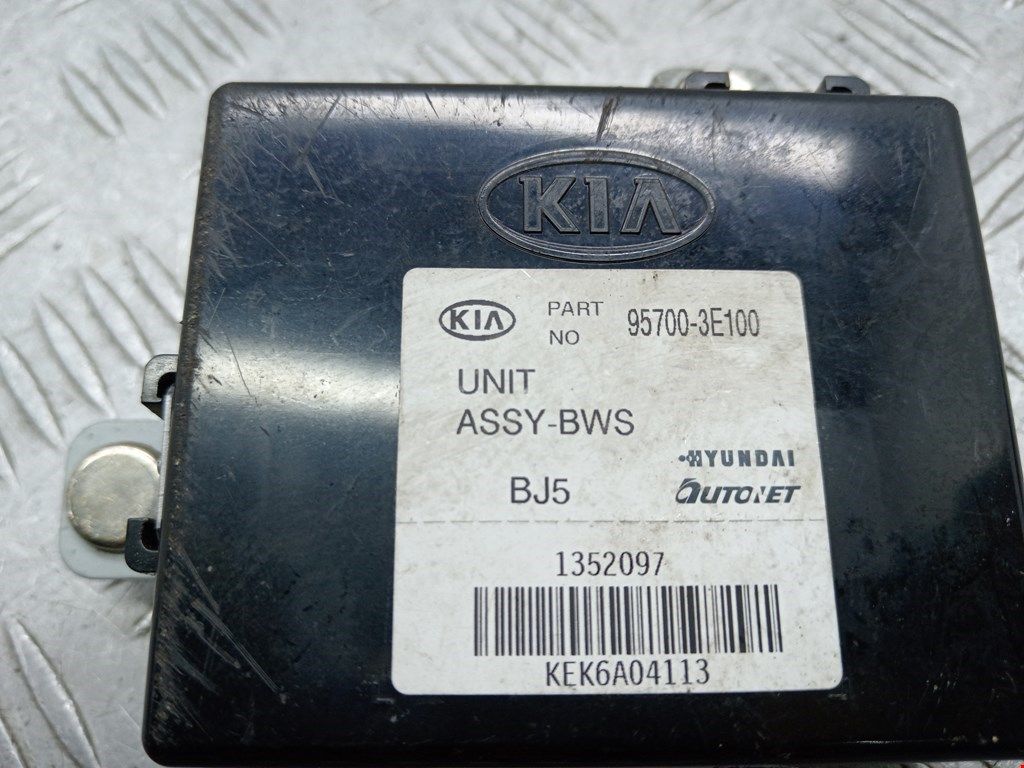 KIA
KIA PART NO 95700-3E100
UNIT
ASSY-BWS
BJ5 HYUNDAI AUTONET
1352097
KEK6A04113